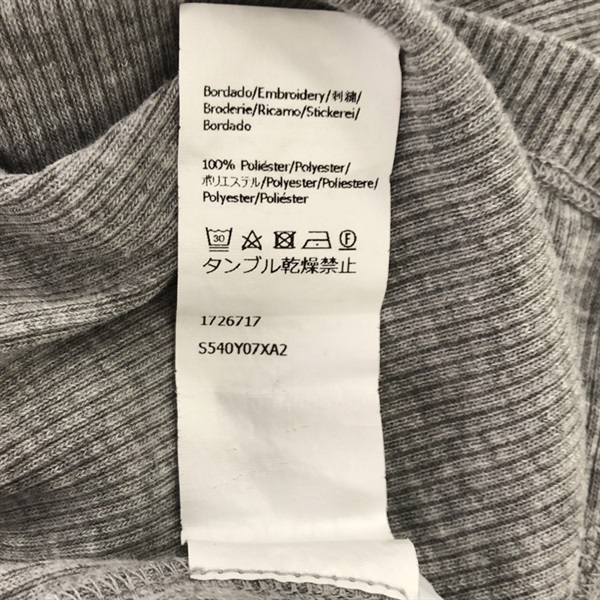 Bordado/Embroidery/刺繍/
Broderie/Ricamo/Stickerei/
Bordado
100% Poliéster/Polyester/
ポリエステル/Polyester/Poliestere/
Polyester/Poliéster
30 F
タンブル乾燥禁止
1726717
S540Y07XA2